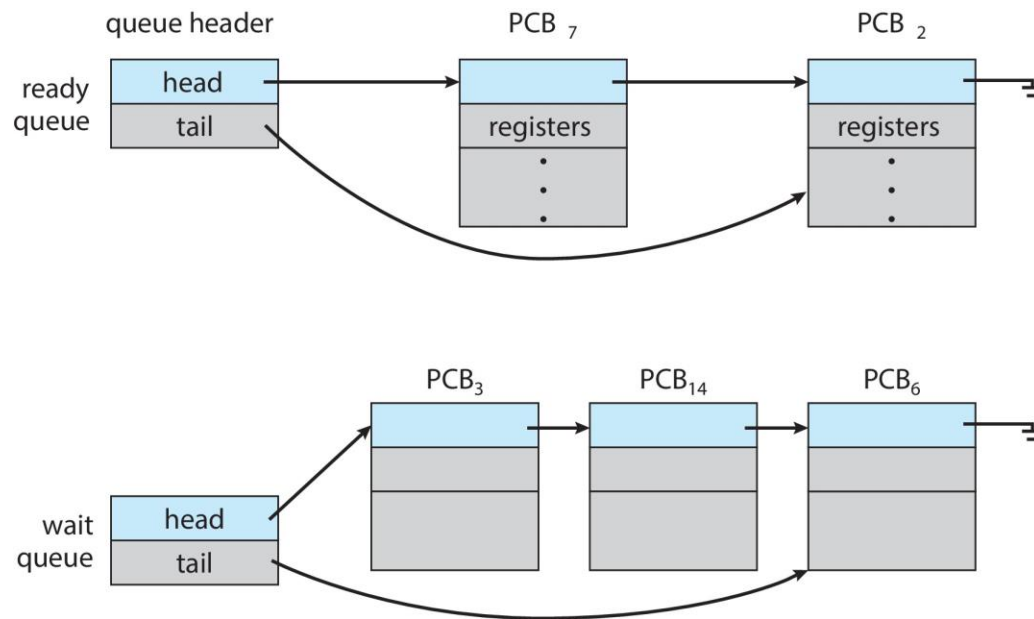 queue header PCB 7 PCB 2
ready
queue
head
tail
registers registers
PCB3 PCB14 PCB6
wait
queue
head
tail